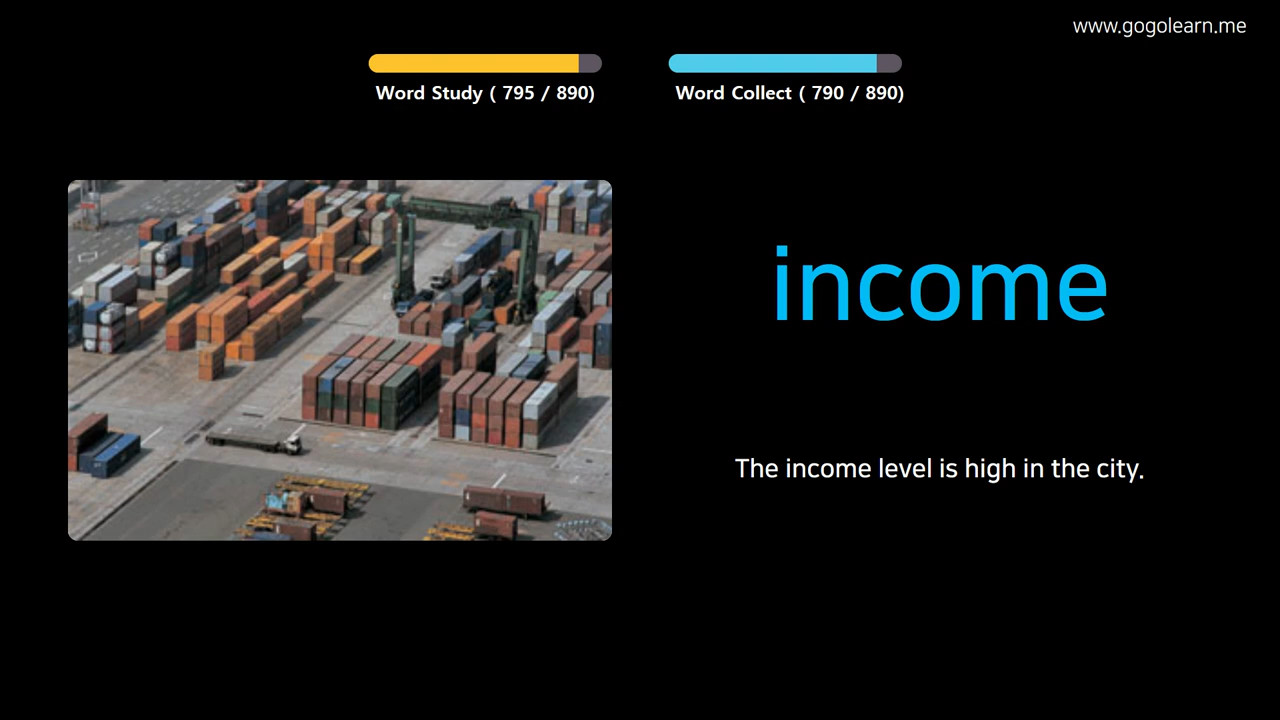 www.gogolearn.me
Word Study ( 795 / 890)
Word Collect ( 790 / 890)
income
The income level is high in the city.